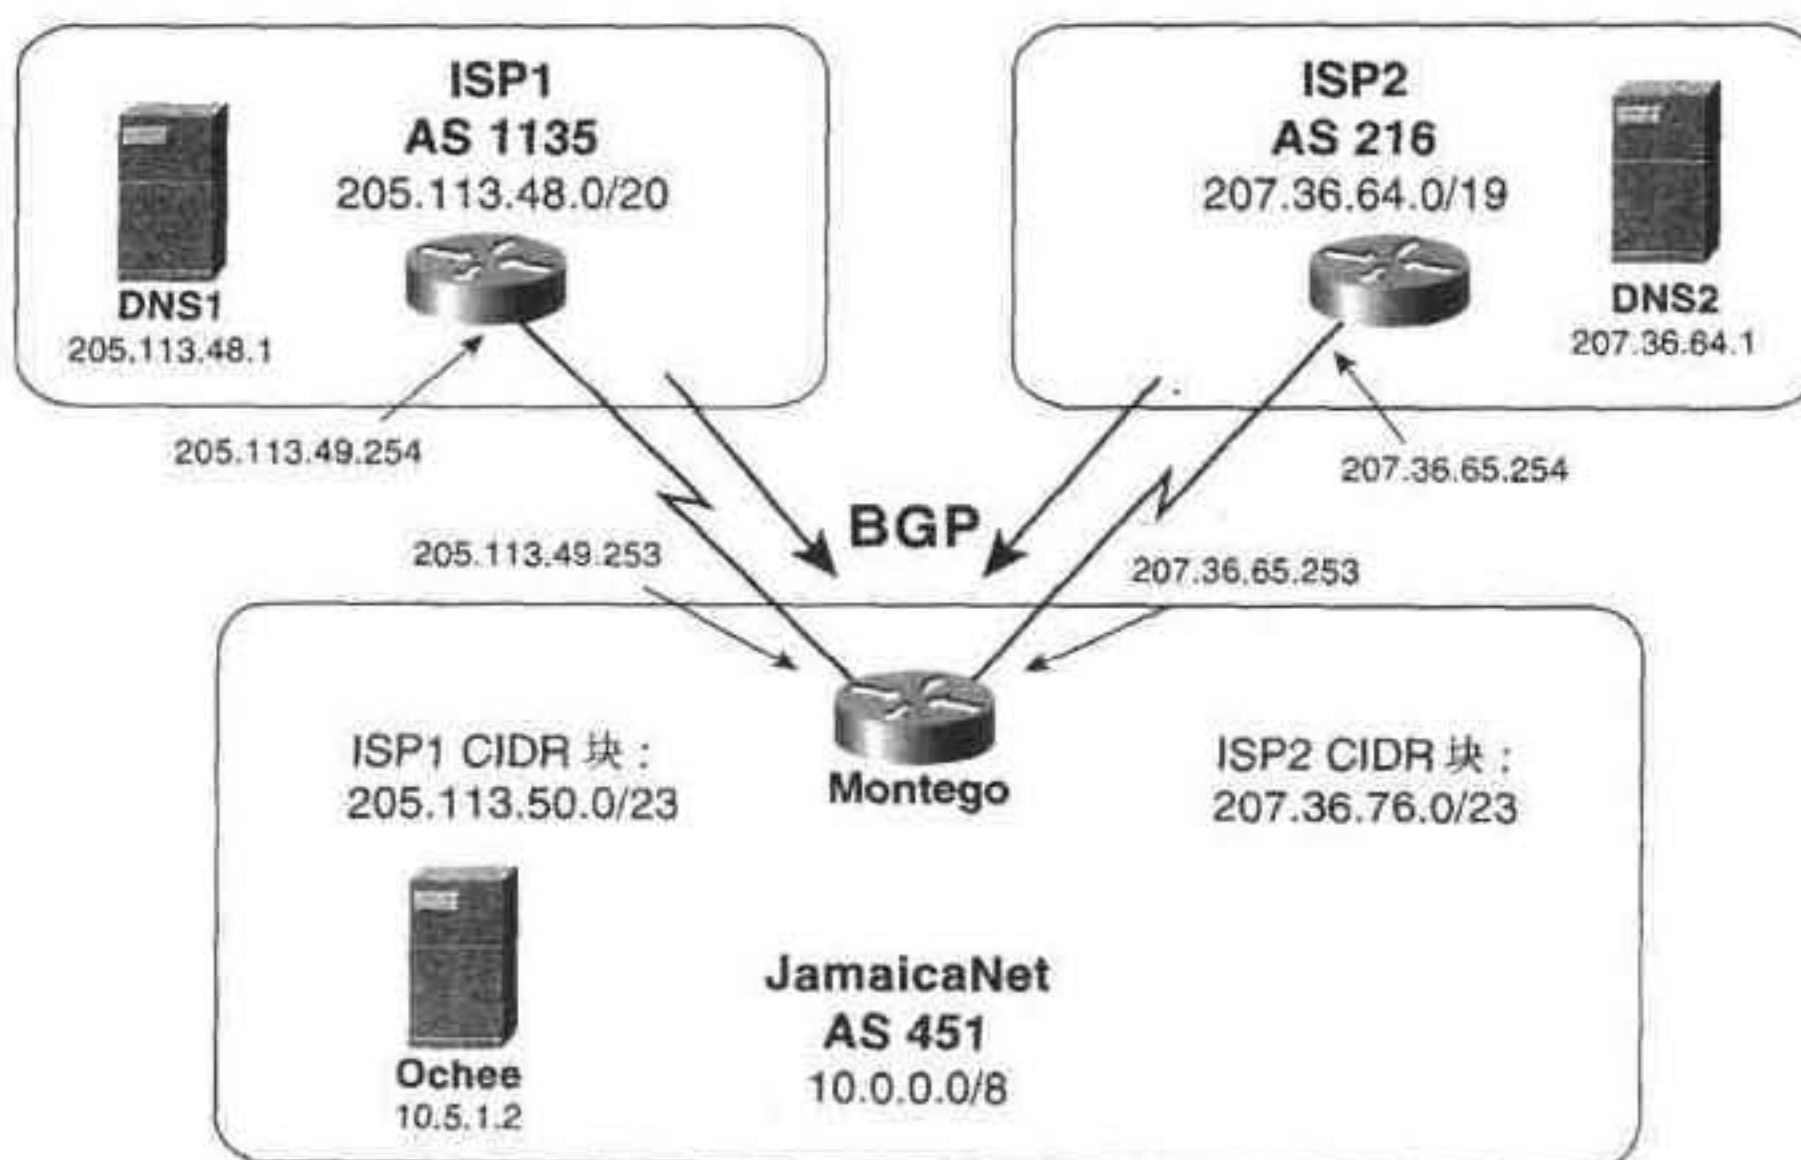 ISP1
AS 1135
205.113.48.0/20
DNS1
205.113.48.1
ISP2
AS 216
207.36.64.0/19
DNS2
207.36.64.1
205.113.49.254
207.36.65.254
BGP
205.113.49.253
207.36.65.253
ISP1 CIDR 块：
205.113.50.0/23
Montego
ISP2 CIDR 块：
207.36.76.0/23
Ochee
10.5.1.2
JamaicaNet
AS 451
10.0.0.0/8